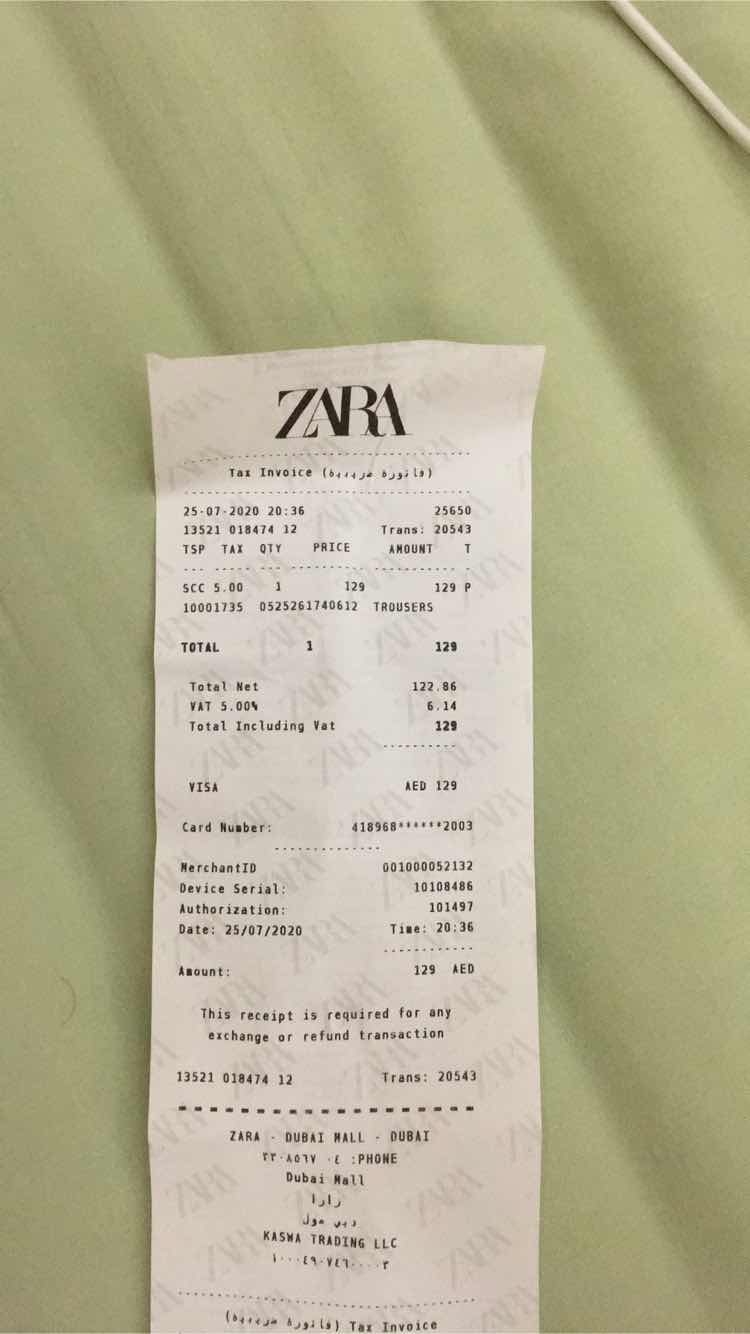 ZARA
Tax Invoice (فاتورة ضريبية)
25-07-2020 20:36 25650
13521 018474 12 Trans: 20543
TSP TAX QTY PRICE AMOUNT T
SCC 5.00 1 129 129 P
10001735 0525261740612 TROUSERS
TOTAL 1 129
Total Net 122.86
VAT 5.00% 6.14
Total Including Vat 129
VISA AED 129
Card Number: 418968******2003
MerchantID 001000052132
Device Serial: 10108486
Authorization: 101497
Date: 25/07/2020 Time: 20:36
Amount: 129 AED
This receipt is required for any
exchange or refund transaction
13521 018474 12 Trans: 20543
ZARA - DUBAI MALL - DUBAI
٣٣٠٨٥٦٧ ٠٤ :PHONE
Dubai Mall
زارا
دبي مول
KASWA TRADING LLC
١٠٠٠٤٩٠٧٤٦٠٠٠٠٣
(فاتورة ضريبية) Tax Invoice